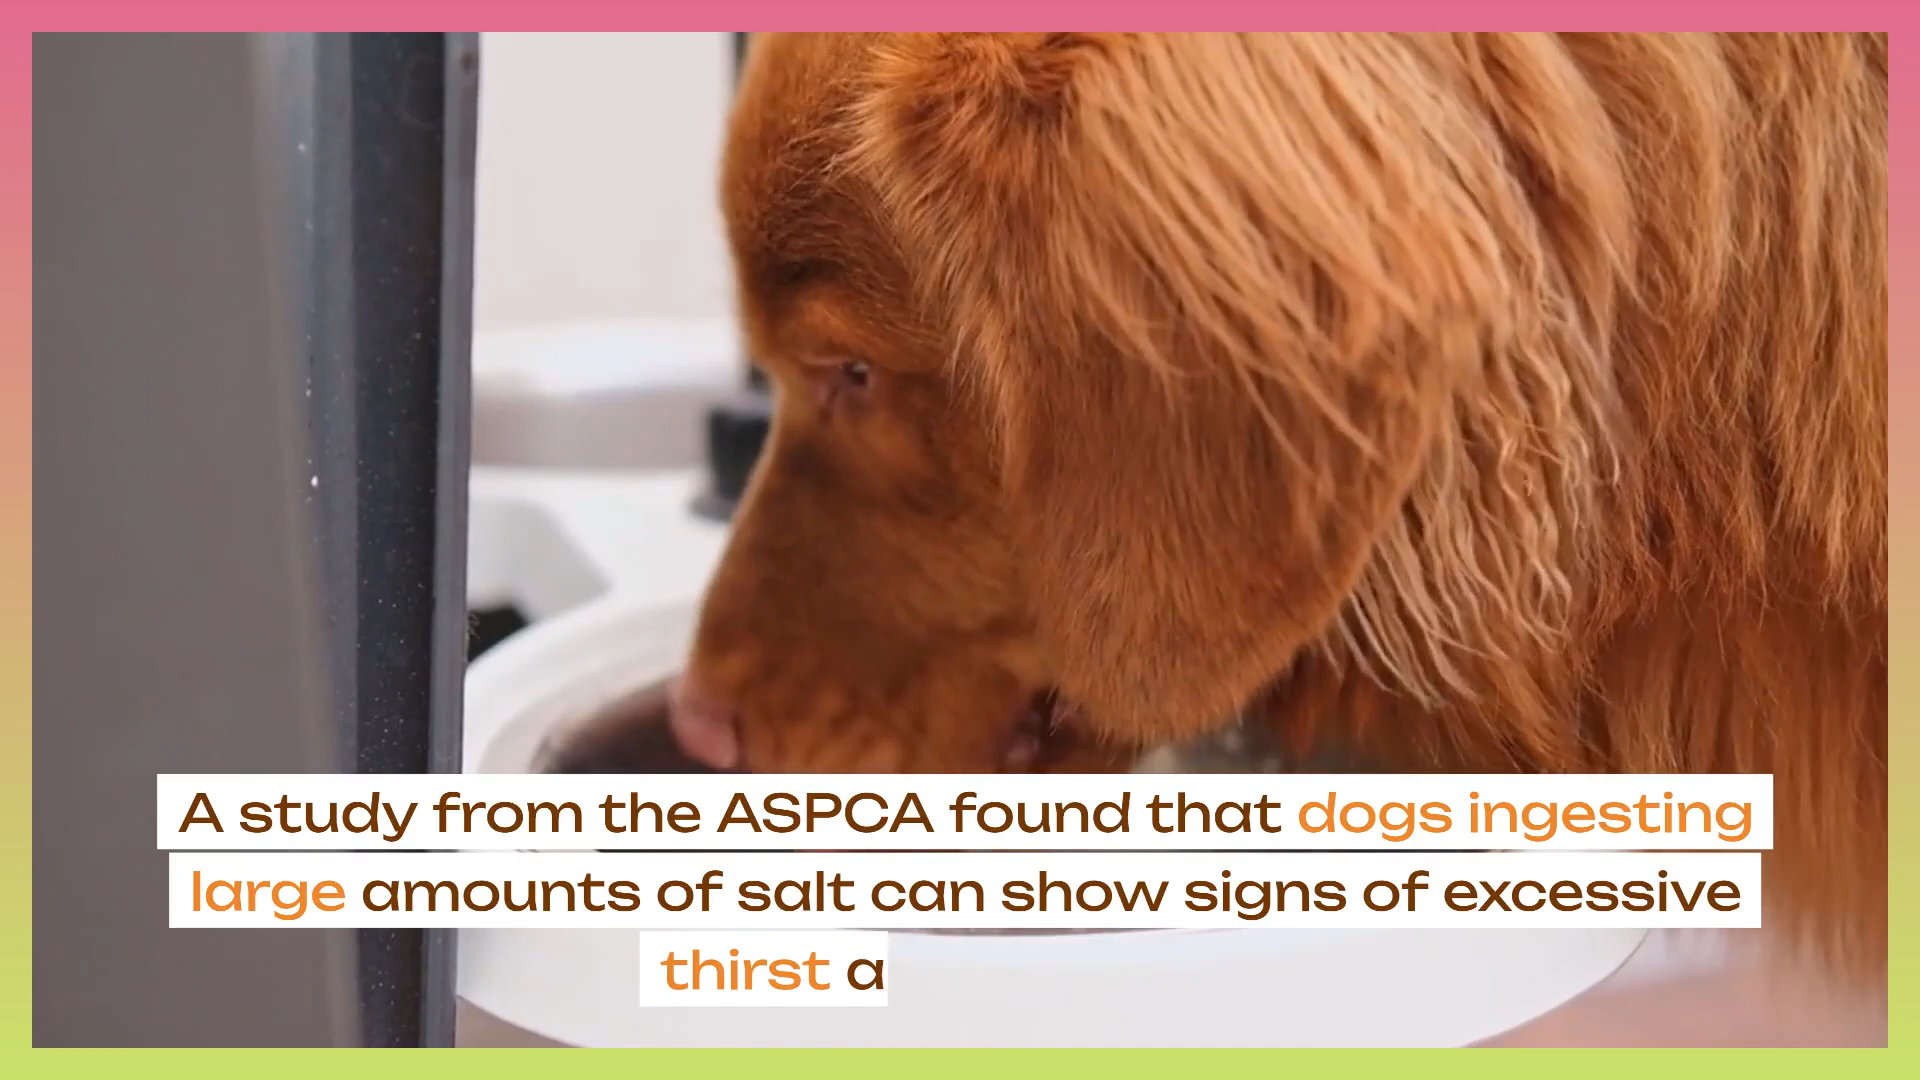 A study from the ASPCA found that dogs ingesting
large amounts of salt can show signs of excessive
thirst a